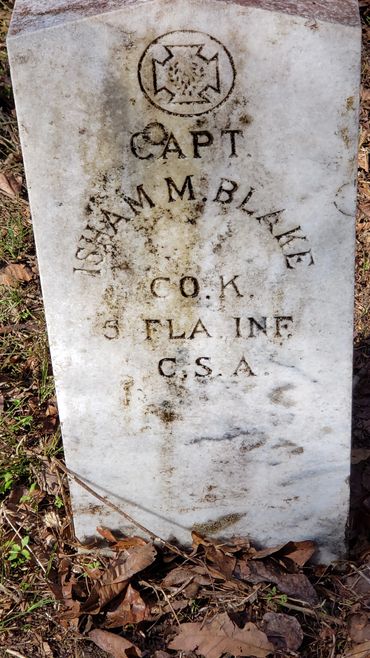 CAPT.
ISHAM M. BLAKE
CO. K.
5 FLA. INF.
C.S.A.